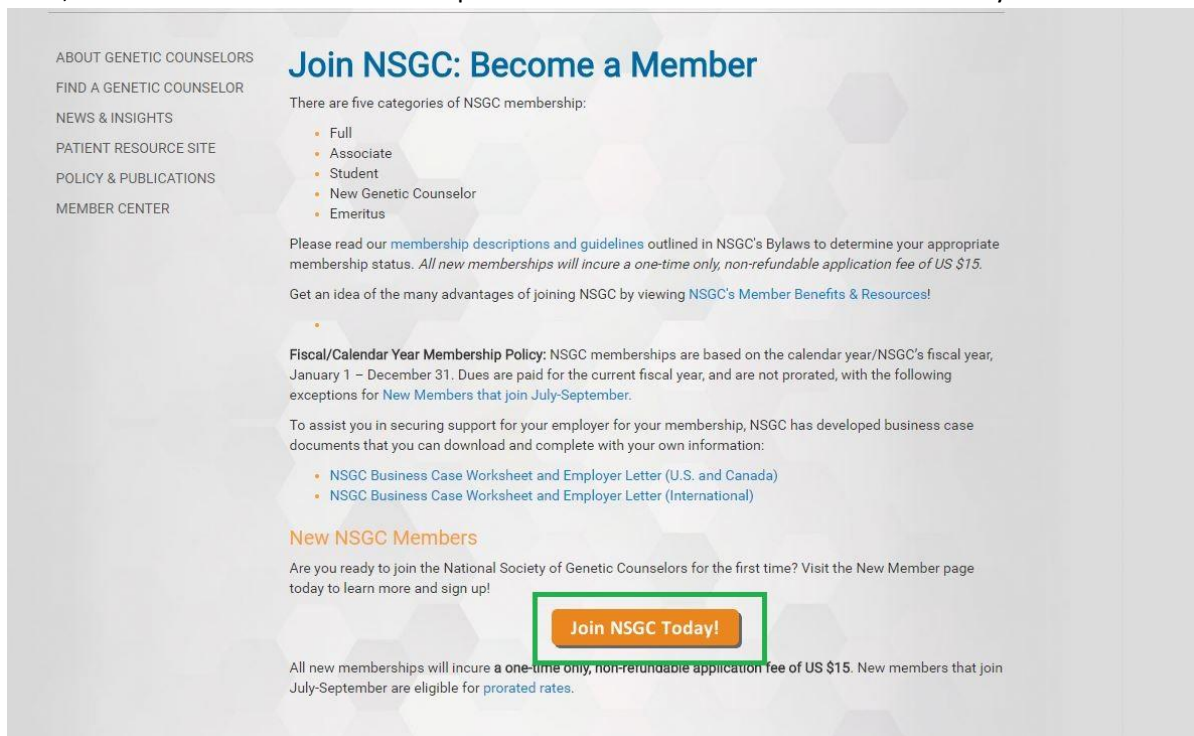 ABOUT GENETIC COUNSELORS
FIND A GENETIC COUNSELOR
NEWS & INSIGHTS
PATIENT RESOURCE SITE
POLICY & PUBLICATIONS
MEMBER CENTER
Join NSGC: Become a Member
There are five categories of NSGC membership:
• Full
• Associate
• Student
• New Genetic Counselor
• Emeritus
Please read our membership descriptions and guidelines outlined in NSGC's Bylaws to determine your appropriate
membership status. All new memberships will incure a one-time only, non-refundable application fee of US $15.
Get an idea of the many advantages of joining NSGC by viewing NSGC's Member Benefits & Resources!
•
Fiscal/Calendar Year Membership Policy: NSGC memberships are based on the calendar year/NSGC's fiscal year,
January 1 – December 31. Dues are paid for the current fiscal year, and are not prorated, with the following
exceptions for New Members that join July-September.
To assist you in securing support for your employer for your membership, NSGC has developed business case
documents that you can download and complete with your own information:
• NSGC Business Case Worksheet and Employer Letter (U.S. and Canada)
• NSGC Business Case Worksheet and Employer Letter (International)
New NSGC Members
Are you ready to join the National Society of Genetic Counselors for the first time? Visit the New Member page
today to learn more and sign up!
Join NSGC Today!
All new memberships will incure a one-time only, non-refundable application fee of US $15. New members that join
July-September are eligible for prorated rates.